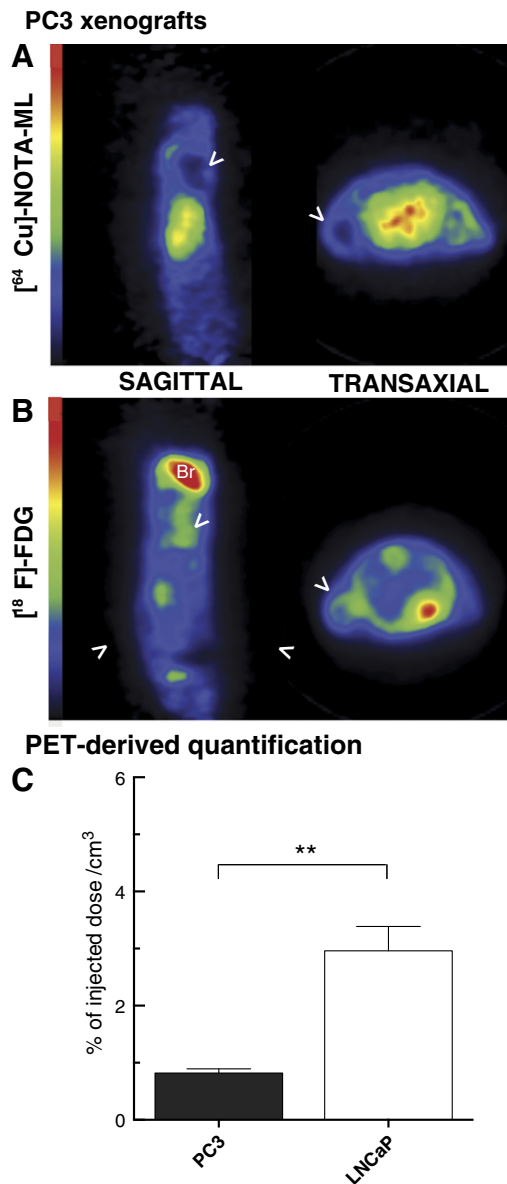 PC3 xenografts
A
[⁶⁴ Cu]-NOTA-ML
SAGITTAL
TRANSAXIAL
B
[¹⁸ F]-FDG
Br
PET-derived quantification
C
% of injected dose /cm³
6
4
2
0
**
PC3
LNCaP